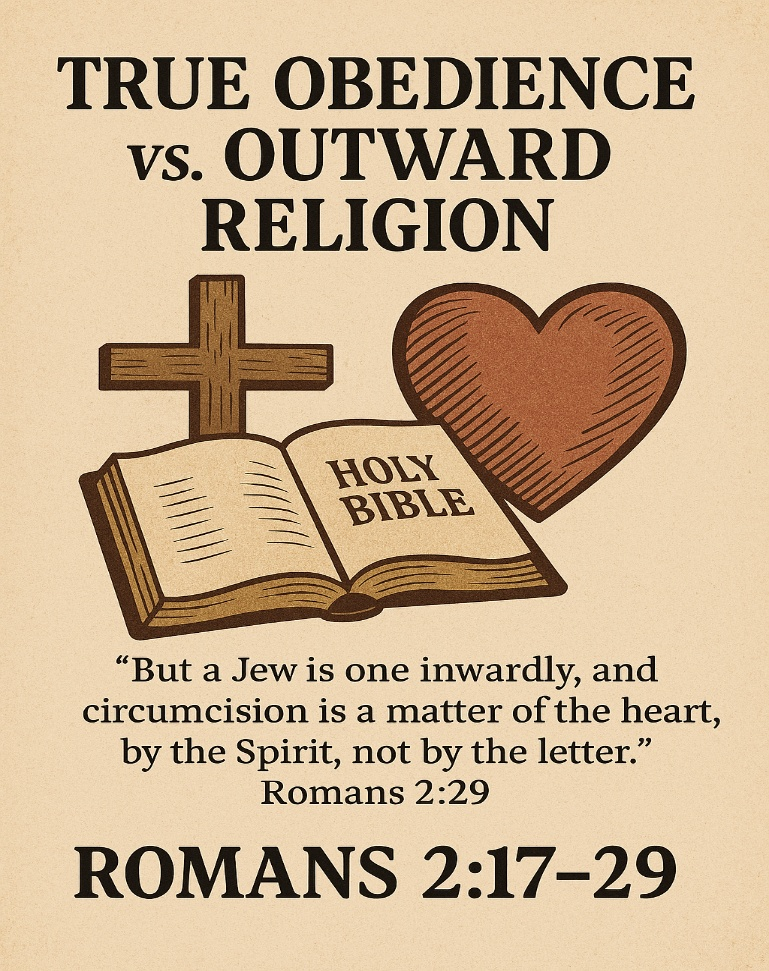 TRUE OBEDIENCE
vs. OUTWARD
RELIGION
HOLY
BIBLE
“But a Jew is one inwardly, and
circumcision is a matter of the heart,
by the Spirit, not by the letter.”
Romans 2:29
ROMANS 2:17–29